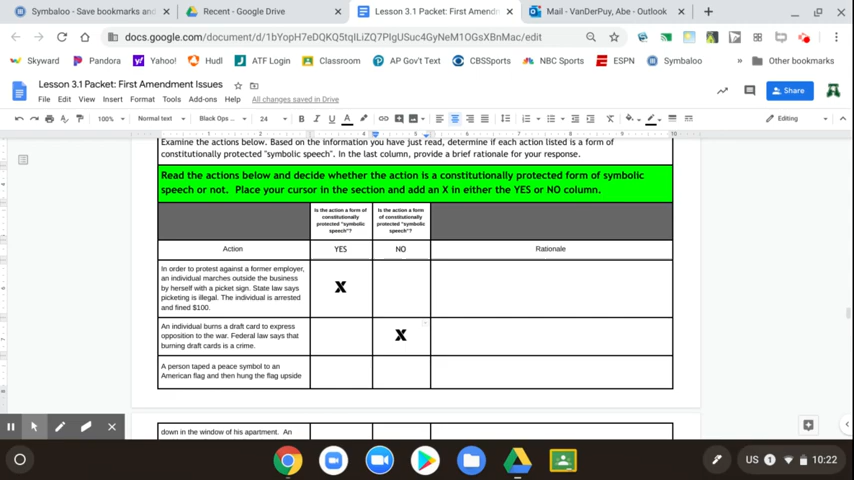 Symbaloo - Save bookmarks and
Recent - Google Drive
Lesson 3.1 Packet: First Amendm
Mail - VanDerPuy, Abe - Outlook
docs.google.com/document/d/1bYopH7eDQKQ5tqILiZQ7PIgUSuc4GyNeM1OGsXBnMac/edit
Skyward
Pandora
Yahoo!
Hudl
ATF Login
Classroom
AP Gov't Text
CBSSports
NBC Sports
ESPN
Symbaloo
»
Other bookmarks
Lesson 3.1 Packet: First Amendment Issues
File Edit View Insert Format Tools Add-ons Help All changes saved in Drive
Share
100% Normal text Black Ops ... 24 B I U A Editing
Examine the actions below. Based on the information you have just read, determine if each action listed is a form of
constitutionally protected "symbolic speech". In the last column, provide a brief rationale for your response.
Read the actions below and decide whether the action is a constitutionally protected form of symbolic
speech or not. Place your cursor in the section and add an X in either the YES or NO column.
Is the action a form of
constitutionally
protected "symbolic
speech"?
Is the action a form
of constitutionally
protected "symbolic
speech"?
Action YES NO Rationale
In order to protest against a former employer,
an individual marches outside the business
by herself with a picket sign. State law says
picketing is illegal. The individual is arrested
and fined $100.
X
An individual burns a draft card to express
opposition to the war. Federal law says that
burning draft cards is a crime.
X
A person taped a peace symbol to an
American flag and then hung the flag upside
down in the window of his apartment. An
US 1 10:22